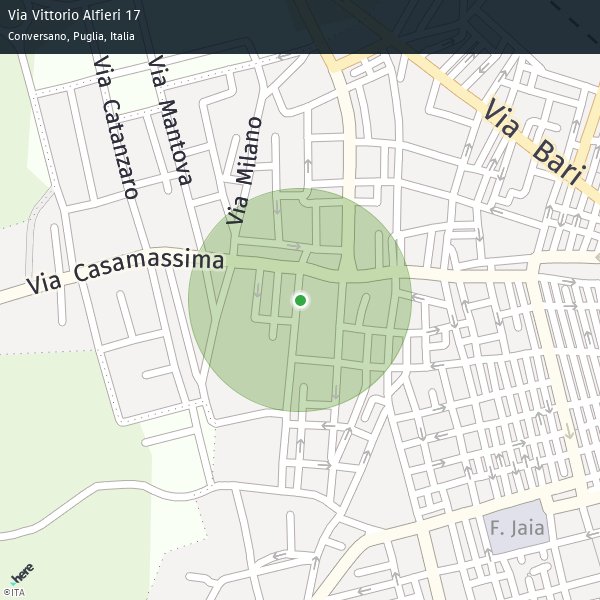 Via Vittorio Alfieri 17
Conversano, Puglia, Italia
Via Bari
Via Catanzaro
Via Mantova
Via Milano
Via Casamassima
F. Jaia
here
©ITA